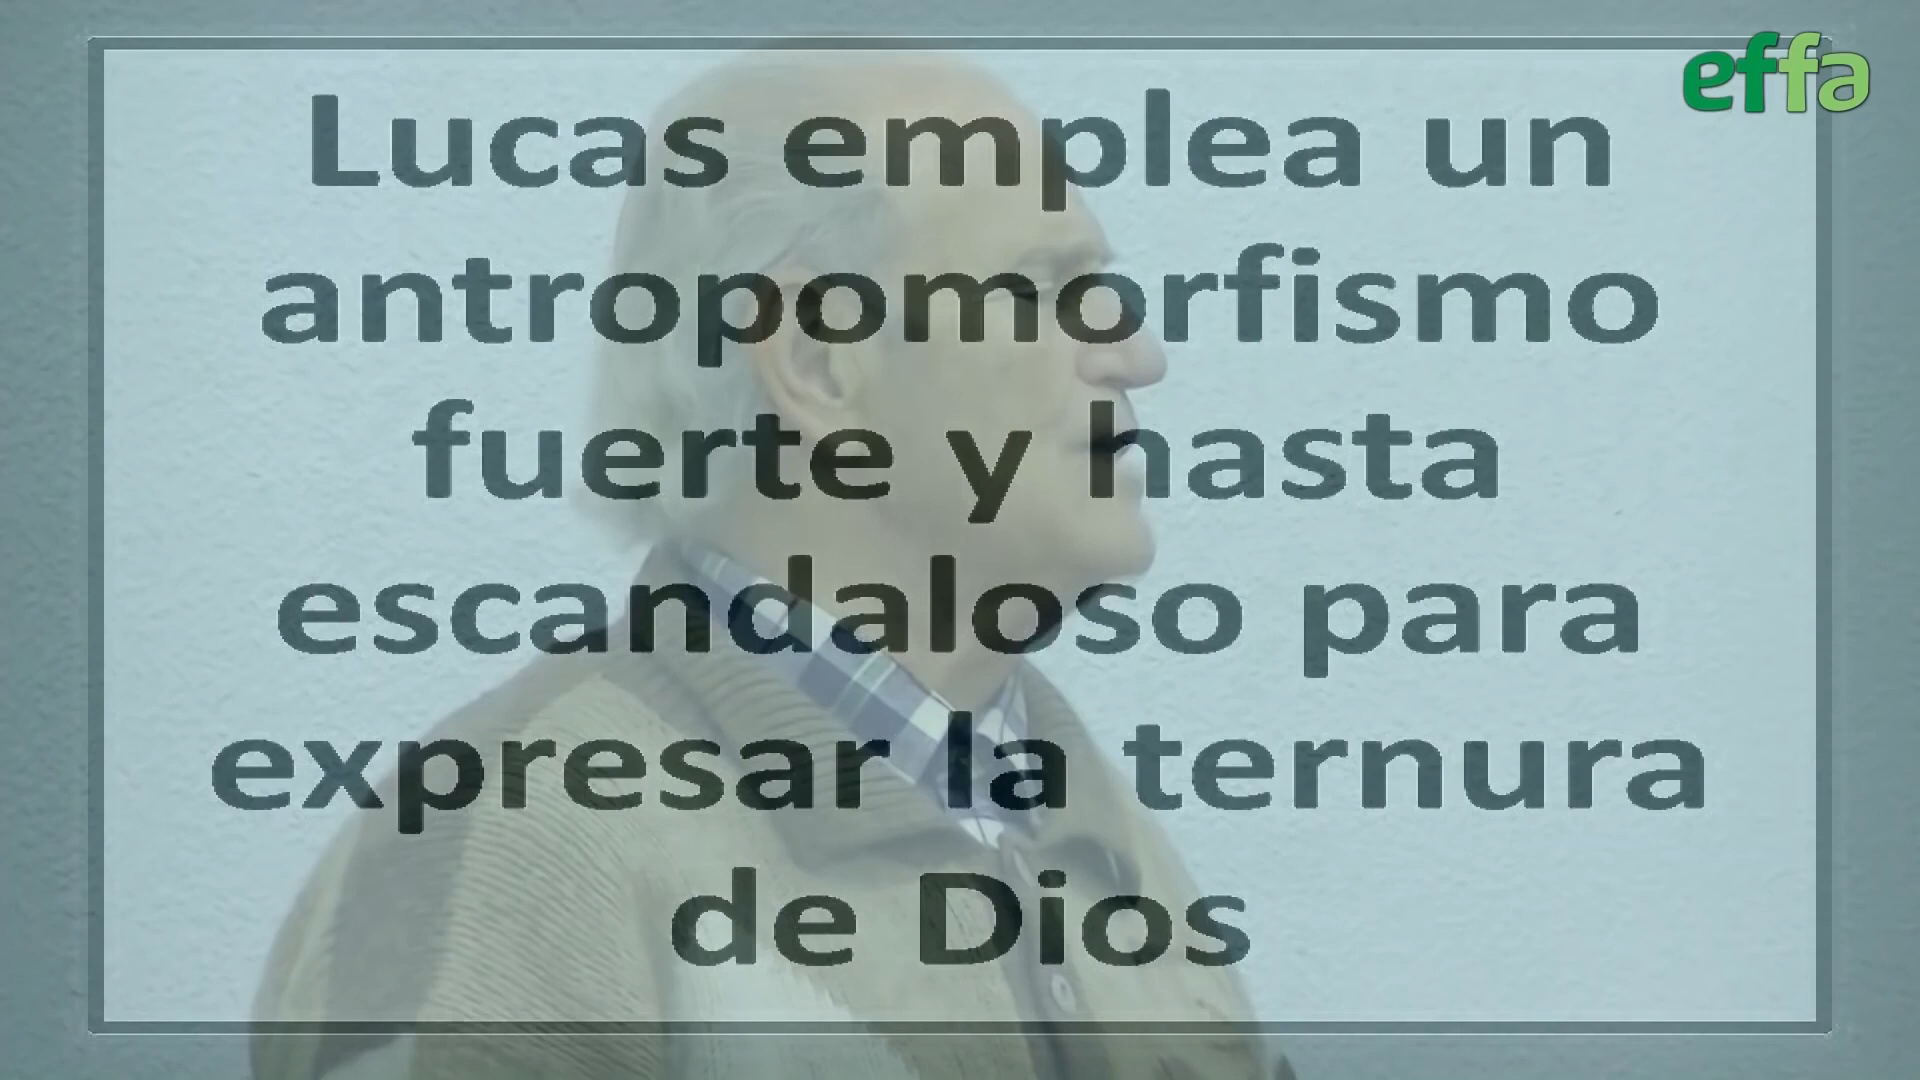 effa
Lucas emplea un
antropomorfismo
fuerte y hasta
escandaloso para
expresar la ternura
de Dios